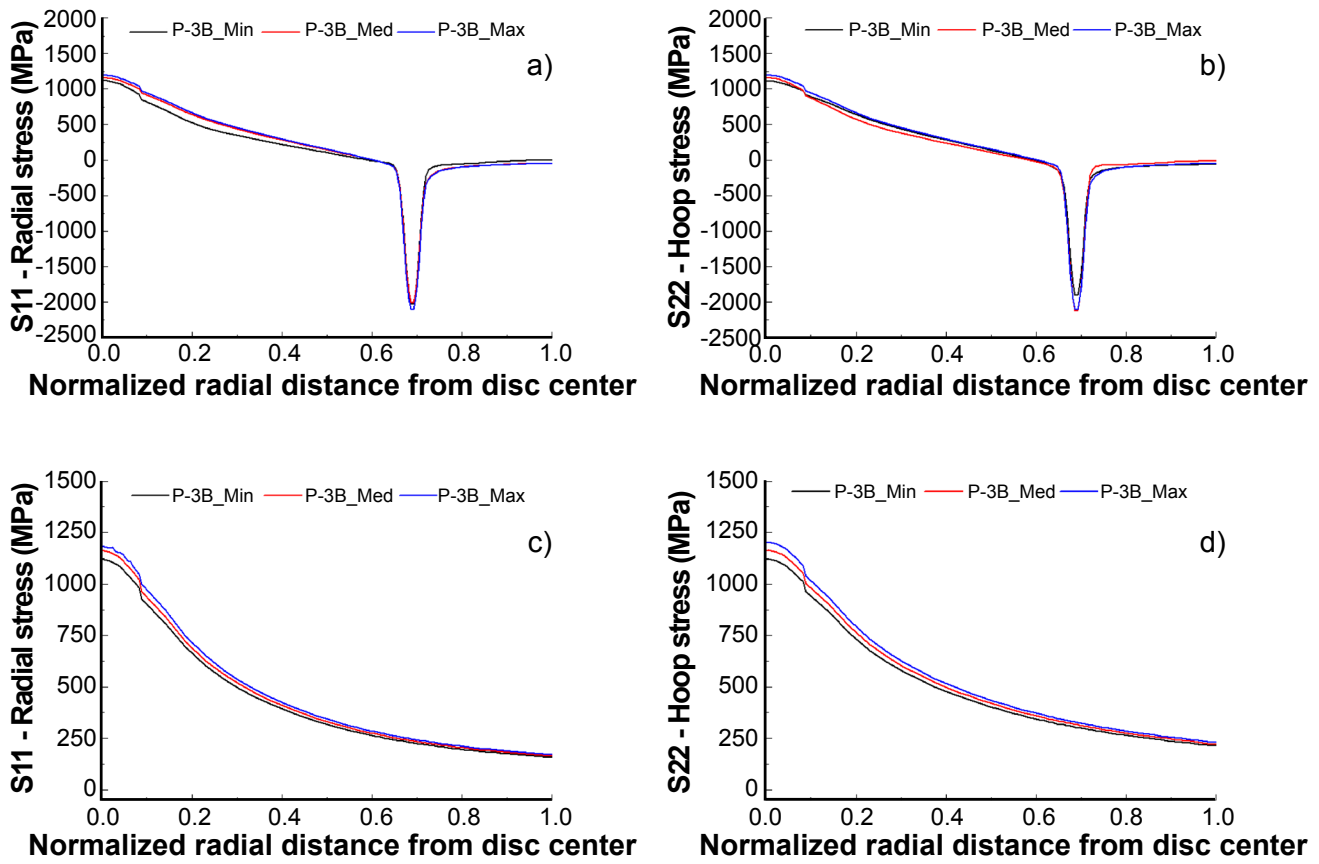 2000
1500
1000
500
0
-500
-1000
-1500
-2000
-2500
S11 - Radial stress (MPa)
P-3B_Min P-3B_Med P-3B_Max
a)
0.0 0.2 0.4 0.6 0.8 1.0
Normalized radial distance from disc center
2000
1500
1000
500
0
-500
-1000
-1500
-2000
-2500
S22 - Hoop stress (MPa)
P-3B_Min P-3B_Med P-3B_Max
b)
0.0 0.2 0.4 0.6 0.8 1.0
Normalized radial distance from disc center
1500
1250
1000
750
500
250
0
S11 - Radial stress (MPa)
P-3B_Min P-3B_Med P-3B_Max
c)
0.0 0.2 0.4 0.6 0.8 1.0
Normalized radial distance from disc center
1500
1250
1000
750
500
250
0
S22 - Hoop stress (MPa)
P-3B_Min P-3B_Med P-3B_Max
d)
0.0 0.2 0.4 0.6 0.8 1.0
Normalized radial distance from disc center